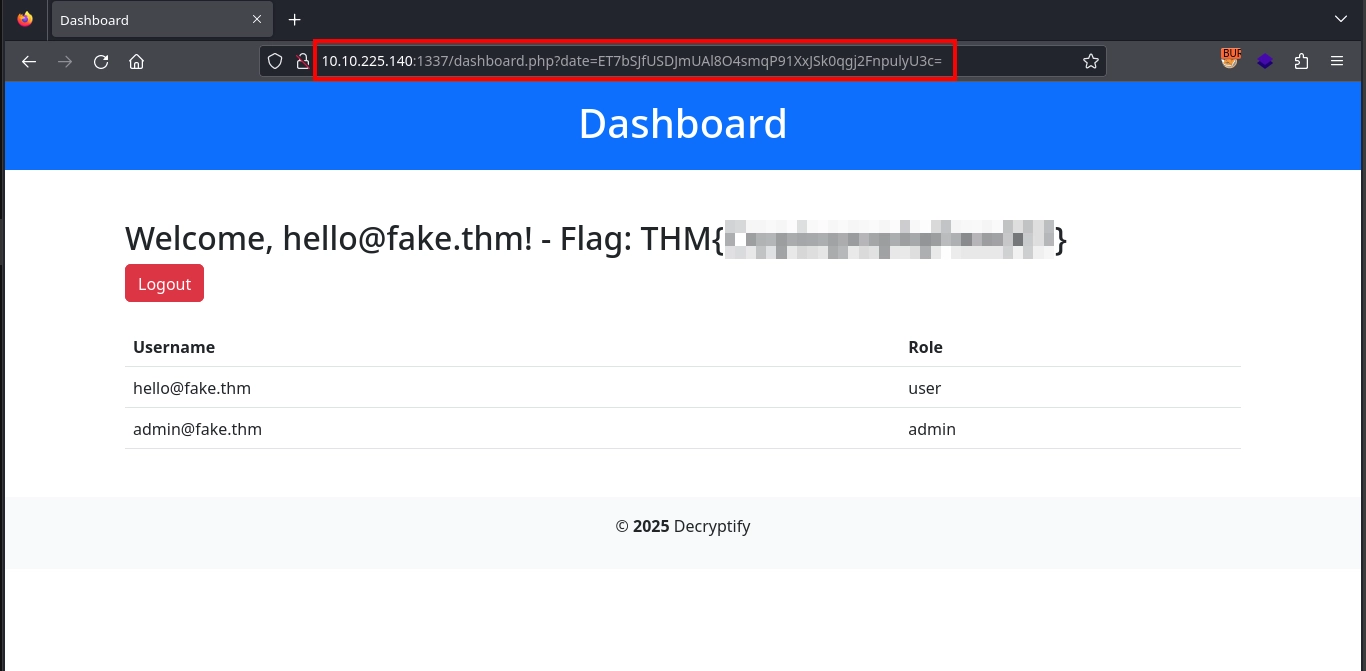 Dashboard
10.10.225.140:1337/dashboard.php?date=ET7bSJfUSDJmUAl8O4smqP91XxJSk0qgj2FnpulyU3c=
BUR
Dashboard
Welcome, hello@fake.thm! - Flag: THM{ }
Logout
Username Role
hello@fake.thm user
admin@fake.thm admin
© 2025 Decryptify